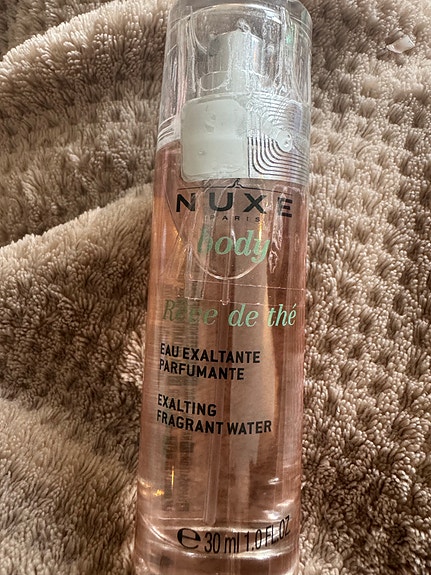 NUXE
PARIS
body
Rêve de thé
EAU EXALTANTE
PARFUMANTE
EXALTING
FRAGRANT WATER
℮ 30 ml 1.0 FL.OZ